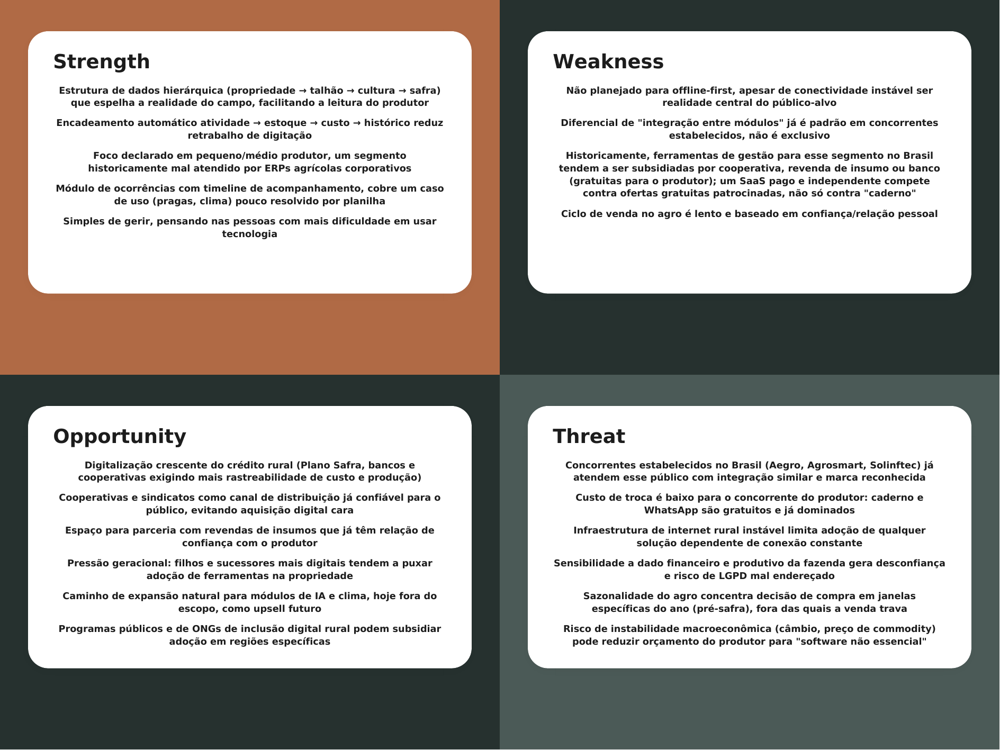 Strength
Estrutura de dados hierárquica (propriedade → talhão → cultura → safra)
que espelha a realidade do campo, facilitando a leitura do produtor
Encadeamento automático atividade → estoque → custo → histórico reduz
retrabalho de digitação
Foco declarado em pequeno/médio produtor, um segmento
historicamente mal atendido por ERPs agrícolas corporativos
Módulo de ocorrências com timeline de acompanhamento, cobre um caso
de uso (pragas, clima) pouco resolvido por planilha
Simples de gerir, pensando nas pessoas com mais dificuldade em usar
tecnologia
Weakness
Não planejado para offline-first, apesar de conectividade instável ser
realidade central do público-alvo
Diferencial de "integração entre módulos" já é padrão em concorrentes
estabelecidos, não é exclusivo
Historicamente, ferramentas de gestão para esse segmento no Brasil
tendem a ser subsidiadas por cooperativa, revenda de insumo ou banco
(gratuitas para o produtor); um SaaS pago e independente compete
contra ofertas gratuitas patrocinadas, não só contra "caderno"
Ciclo de venda no agro é lento e baseado em confiança/relação pessoal
Opportunity
Digitalização crescente do crédito rural (Plano Safra, bancos e
cooperativas exigindo mais rastreabilidade de custo e produção)
Cooperativas e sindicatos como canal de distribuição já confiável para o
público, evitando aquisição digital cara
Espaço para parceria com revendas de insumos que já têm relação de
confiança com o produtor
Pressão geracional: filhos e sucessores mais digitais tendem a puxar
adoção de ferramentas na propriedade
Caminho de expansão natural para módulos de IA e clima, hoje fora do
escopo, como upsell futuro
Programas públicos e de ONGs de inclusão digital rural podem subsidiar
adoção em regiões específicas
Threat
Concorrentes estabelecidos no Brasil (Aegro, Agrosmart, Solinftec) já
atendem esse público com integração similar e marca reconhecida
Custo de troca é baixo para o concorrente do produtor: caderno e
WhatsApp são gratuitos e já dominados
Infraestrutura de internet rural instável limita adoção de qualquer
solução dependente de conexão constante
Sensibilidade a dado financeiro e produtivo da fazenda gera desconfiança
e risco de LGPD mal endereçado
Sazonalidade do agro concentra decisão de compra em janelas
específicas do ano (pré-safra), fora das quais a venda trava
Risco de instabilidade macroeconômica (câmbio, preço de commodity)
pode reduzir orçamento do produtor para "software não essencial"